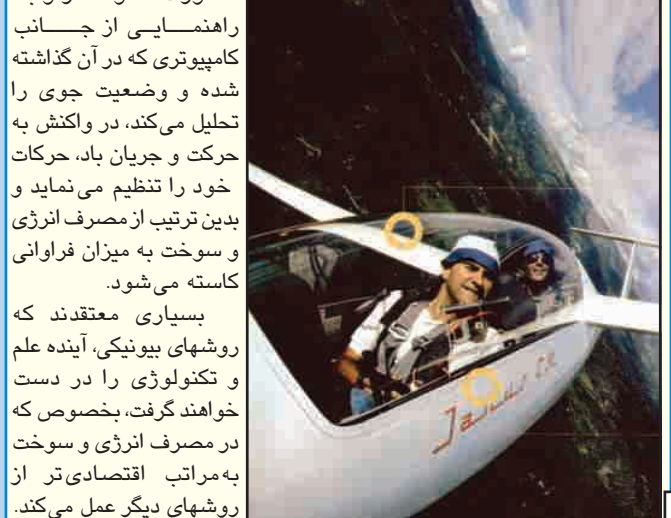 راهنمـــایــی از جـــــانب
کامپیوتری که در آن گذاشته
شده و وضعیت جوی را
تحلیل می‌کند، در واکنش به
حرکت و جریان باد، حرکات
خود را تنظیم می‌نماید و
بدین ترتیب از مصرف انرژی
و سوخت به میزان فراوانی
کاسته می‌شود.
بسیاری معتقدند که
روشهای بیونیکی، آینده علم
و تکنولوژی را در دست
خواهند گرفت، بخصوص که
در مصرف انرژی و سوخت
به‌مراتب اقتصادی‌تر از
روشهای دیگر عمل می‌کند.